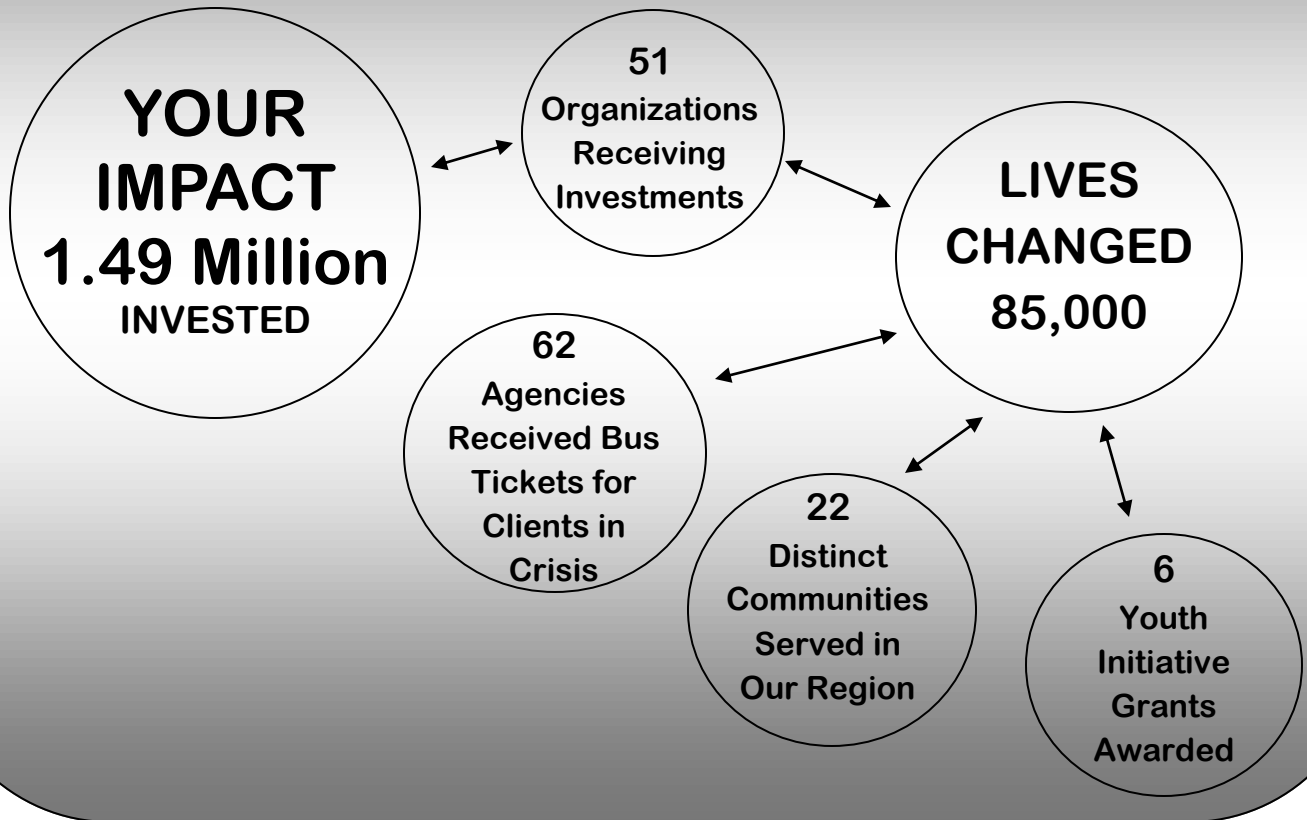 YOUR
IMPACT
1.49 Million
INVESTED
51
Organizations
Receiving
Investments
LIVES
CHANGED
85,000
62
Agencies
Received Bus
Tickets for
Clients in
Crisis
22
Distinct
Communities
Served in
Our Region
6
Youth
Initiative
Grants
Awarded